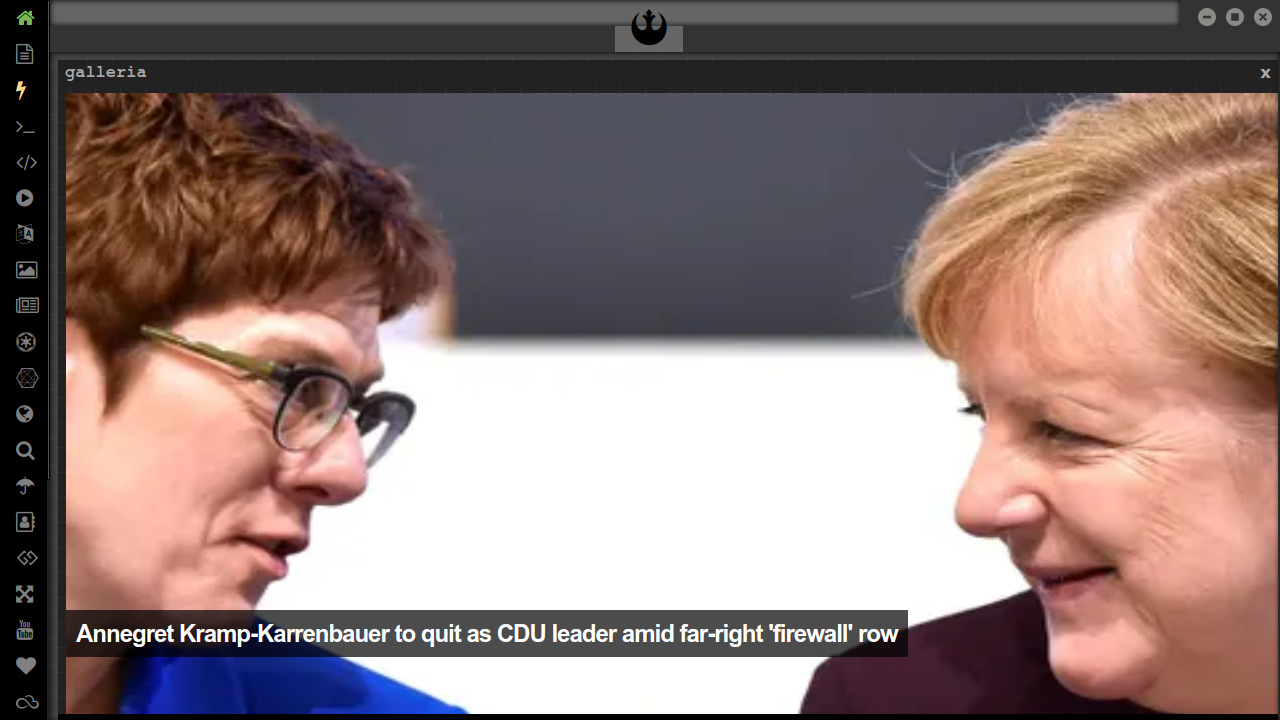 galleria
x
Annegret Kramp-Karrenbauer to quit as CDU leader amid far-right 'firewall' row
You
Tube